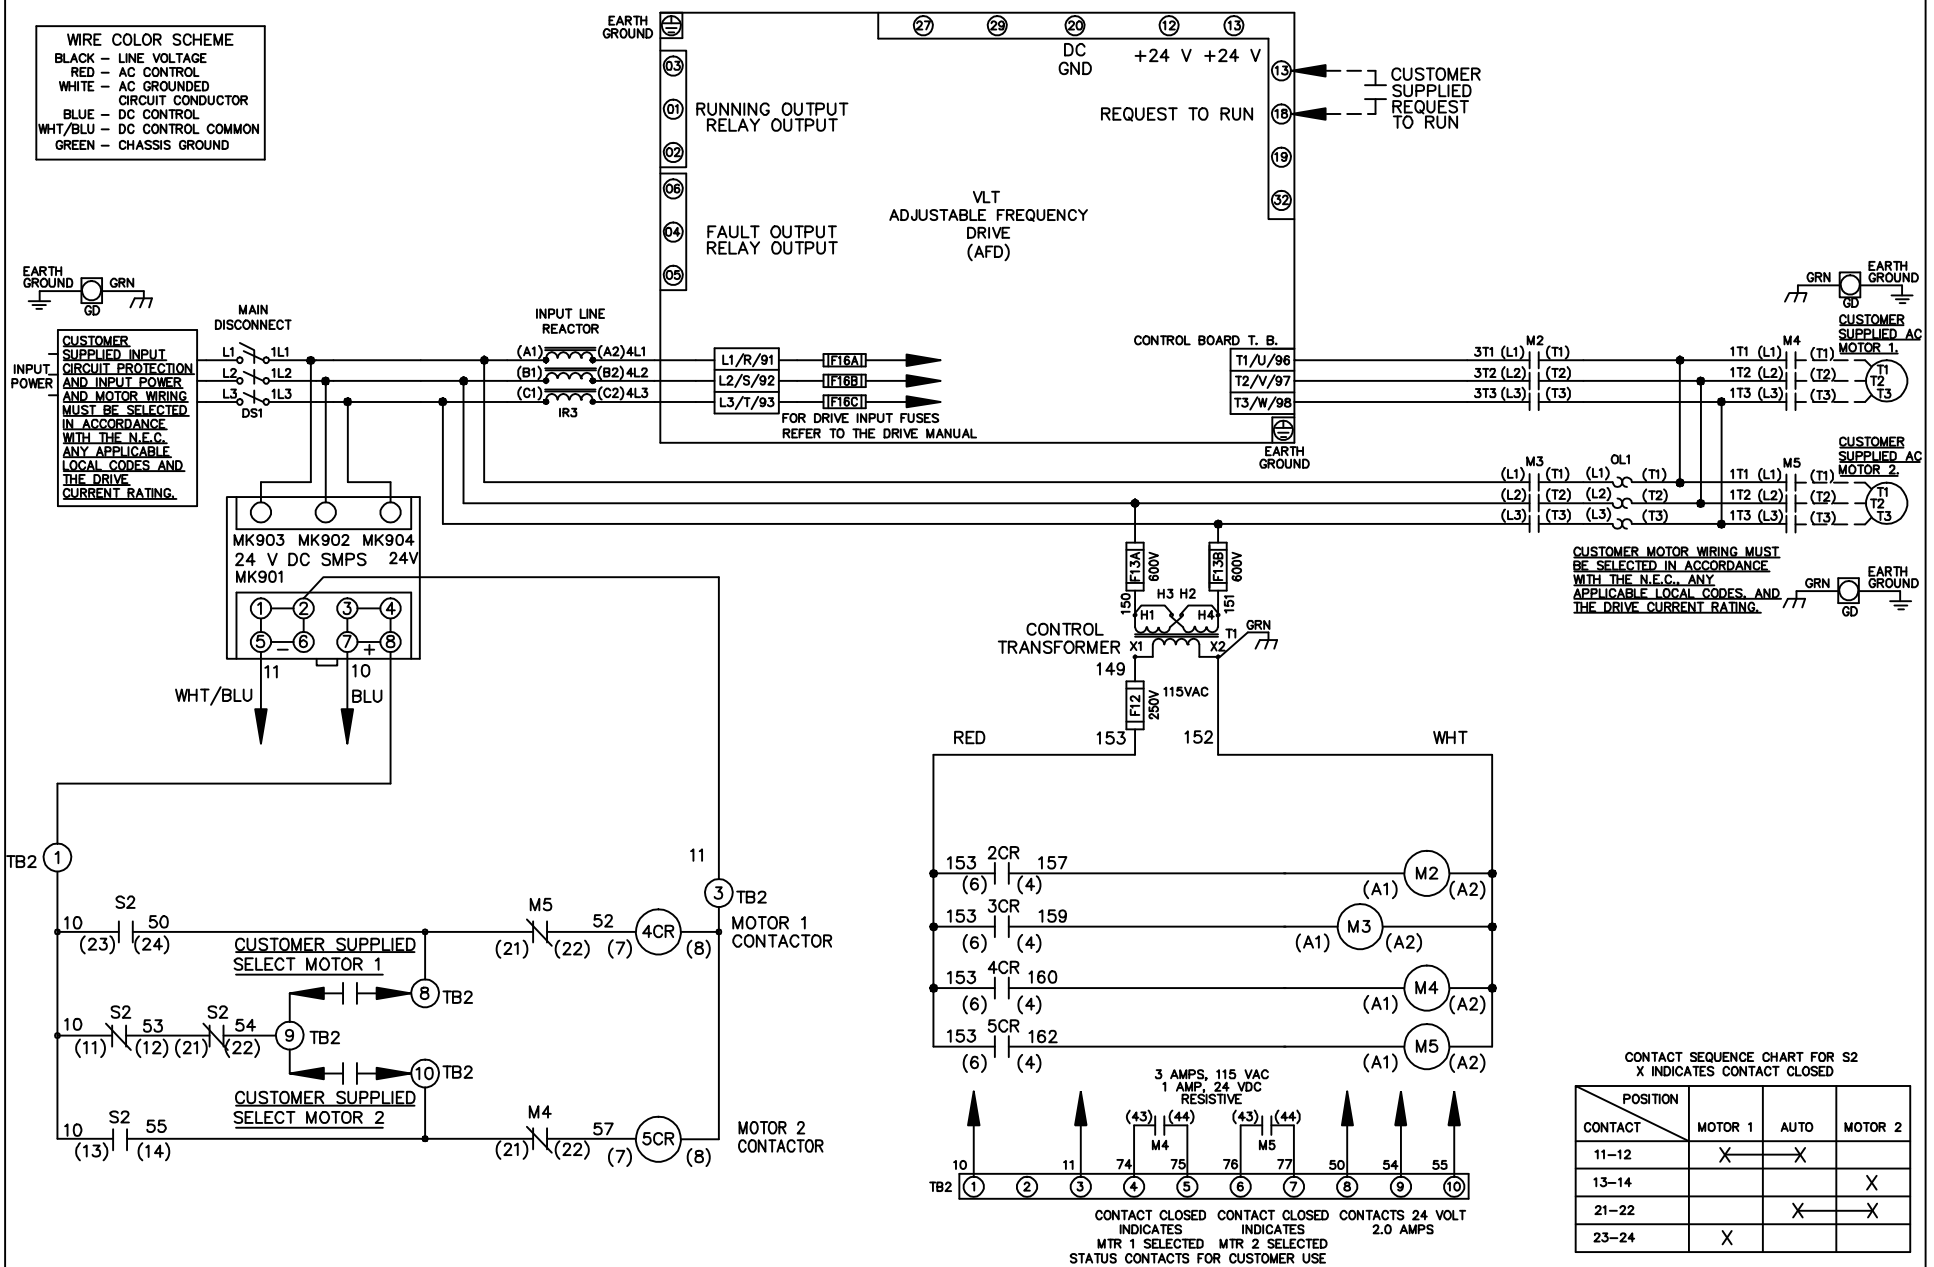 WIRE COLOR SCHEME
BLACK – LINE VOLTAGE
RED – AC CONTROL
WHITE – AC GROUNDED
CIRCUIT CONDUCTOR
BLUE – DC CONTROL
WHT/BLU – DC CONTROL COMMON
GREEN – CHASSIS GROUND
EARTH
GROUND
27 29 20 12 13
DC
GND
+24 V +24 V
03
01
02
RUNNING OUTPUT
RELAY OUTPUT
06
04
05
FAULT OUTPUT
RELAY OUTPUT
VLT
ADJUSTABLE FREQUENCY
DRIVE
(AFD)
REQUEST TO RUN
13
18
19
32
CUSTOMER
SUPPLIED
REQUEST
TO RUN
EARTH
GROUND
GRN
GD
INPUT
POWER
CUSTOMER
SUPPLIED INPUT
CIRCUIT PROTECTION
AND INPUT POWER
AND MOTOR WIRING
MUST BE SELECTED
IN ACCORDANCE
WITH THE N.E.C.
ANY APPLICABLE
LOCAL CODES AND
THE DRIVE
CURRENT RATING.
MAIN
DISCONNECT
L1 1L1
L2 1L2
L3 1L3
DS1
INPUT LINE
REACTOR
(A1) (A2) 4L1
(B1) (B2) 4L2
(C1) (C2) 4L3
IR3
L1/R/91 F16A
L2/S/92 F16B
L3/T/93 F16C
FOR DRIVE INPUT FUSES
REFER TO THE DRIVE MANUAL
CONTROL BOARD T. B.
T1/U/96
T2/V/97
T3/W/98
EARTH
GROUND
M2
3T1 (L1) (T1)
3T2 (L2) (T2)
3T3 (L3) (T3)
M4
1T1 (L1) (T1)
1T2 (L2) (T2)
1T3 (L3) (T3)
T1
T2
T3
GRN
GD
EARTH
GROUND
CUSTOMER
SUPPLIED AC
MOTOR 1.
M3 OL1
(L1) (T1) (L1) (T1)
(L2) (T2) (L2) (T2)
(L3) (T3) (L3) (T3)
M5
1T1 (L1) (T1)
1T2 (L2) (T2)
1T3 (L3) (T3)
T1
T2
T3
CUSTOMER
SUPPLIED AC
MOTOR 2.
CUSTOMER MOTOR WIRING MUST
BE SELECTED IN ACCORDANCE
WITH THE N.E.C., ANY
APPLICABLE LOCAL CODES, AND
THE DRIVE CURRENT RATING.
GRN
GD
EARTH
GROUND
MK903 MK902 MK904
24 V DC SMPS 24V
MK901
1 2 3 4
5 – 6 7 + 8
11 10
WHT/BLU BLU
F13A
600V
F13B
600V
150
151
H3 H2
H1 H4
CONTROL
TRANSFORMER
X1 X2
T1
GRN
149
F12
250V
115VAC
153 152
RED WHT
TB2 1
11
3 TB2
S2
10 50
(23) (24)
CUSTOMER SUPPLIED
SELECT MOTOR 1
8 TB2
M5
(21) (22)
52
(7) 4CR (8)
MOTOR 1
CONTACTOR
S2 S2
10 53 54
(11) (12) (21) (22)
9 TB2
10 TB2
CUSTOMER SUPPLIED
SELECT MOTOR 2
S2
10 55
(13) (14)
M4
(21) (22)
57
(7) 5CR (8)
MOTOR 2
CONTACTOR
2CR
153 157
(6) (4)
(A1) M2 (A2)
3CR
153 159
(6) (4)
(A1) M3 (A2)
4CR
153 160
(6) (4)
(A1) M4 (A2)
5CR
153 162
(6) (4)
(A1) M5 (A2)
3 AMPS, 115 VAC
1 AMP, 24 VDC
RESISTIVE
(43) (44) (43) (44)
M4 M5
10 11 74 75 76 77 50 54 55
TB2 1 2 3 4 5 6 7 8 9 10
CONTACT CLOSED
INDICATES
MTR 1 SELECTED
CONTACT CLOSED
INDICATES
MTR 2 SELECTED
STATUS CONTACTS FOR CUSTOMER USE
CONTACTS 24 VOLT
2.0 AMPS
CONTACT SEQUENCE CHART FOR S2
X INDICATES CONTACT CLOSED
POSITION
CONTACT MOTOR 1 AUTO MOTOR 2
11–12 X X
13–14 X
21–22 X X
23–24 X